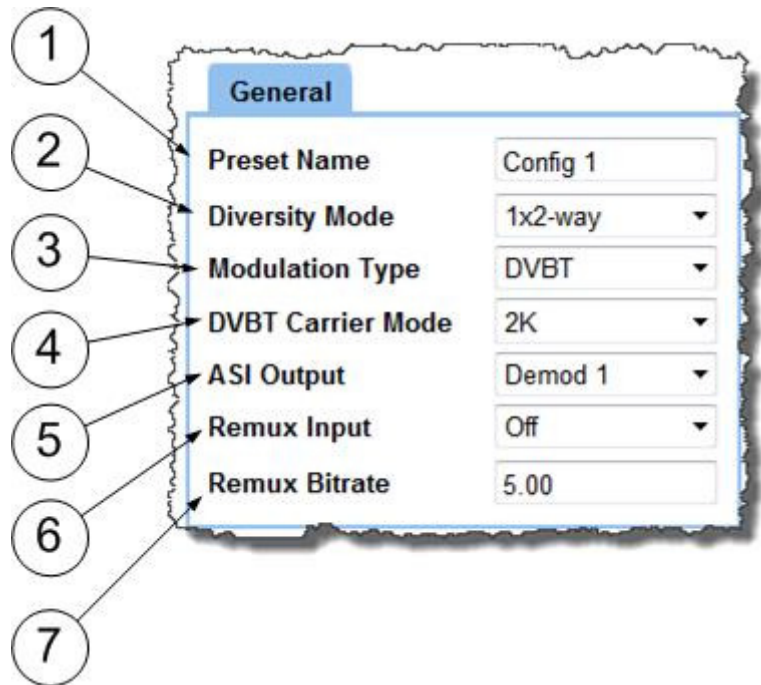 General
1 Preset Name Config 1
2 Diversity Mode 1x2-way
3 Modulation Type DVBT
4 DVBT Carrier Mode 2K
5 ASI Output Demod 1
6 Remux Input Off
7 Remux Bitrate 5.00